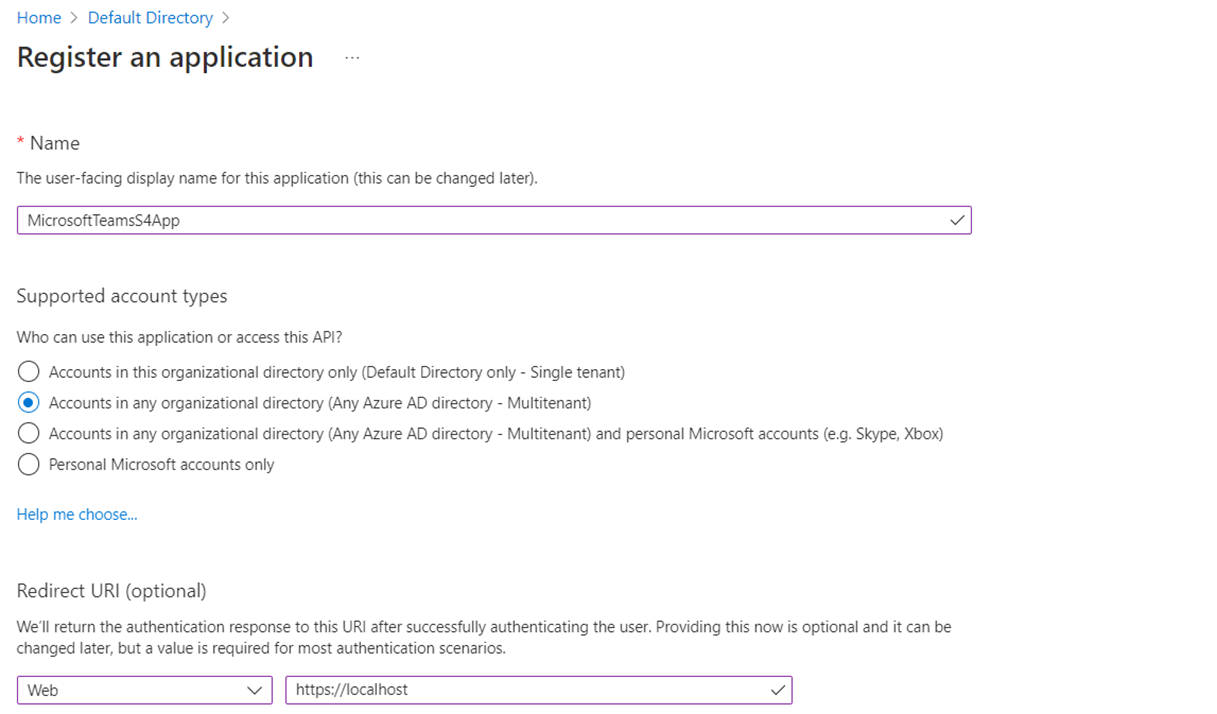 Home > Default Directory >
Register an application ...
* Name
The user-facing display name for this application (this can be changed later).
MicrosoftTeamsS4App
Supported account types
Who can use this application or access this API?
Accounts in this organizational directory only (Default Directory only - Single tenant)
Accounts in any organizational directory (Any Azure AD directory - Multitenant)
Accounts in any organizational directory (Any Azure AD directory - Multitenant) and personal Microsoft accounts (e.g. Skype, Xbox)
Personal Microsoft accounts only
Help me choose...
Redirect URI (optional)
We'll return the authentication response to this URI after successfully authenticating the user. Providing this now is optional and it can be
changed later, but a value is required for most authentication scenarios.
Web https://localhost